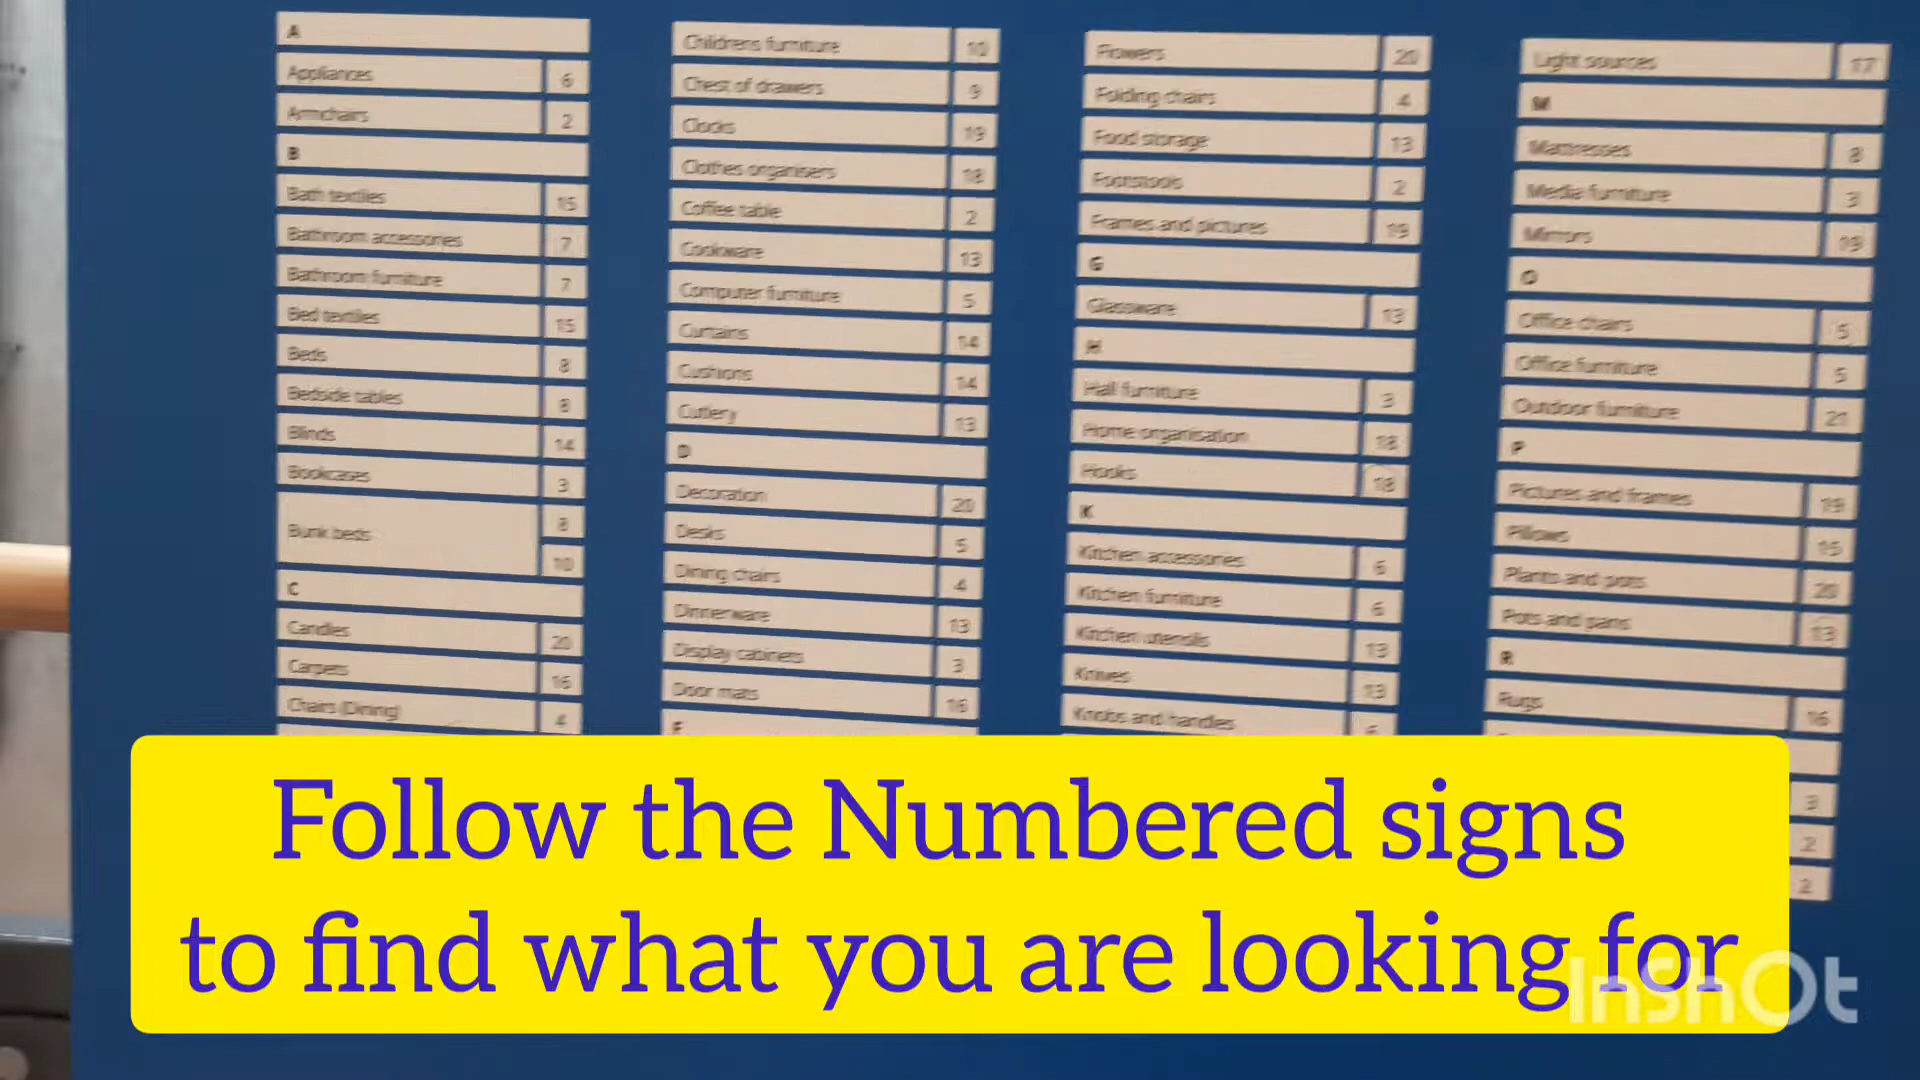 A
Appliances 6
Armchairs 2
B
Bath textiles 15
Bathroom accessories 7
Bathroom furniture 7
Bed textiles 15
Beds 8
Bedside tables 8
Blinds 14
Bookcases 3
Bunk beds 8
10
C
Candles 20
Carpets 16
Chairs (Dining) 4
Childrens furniture 10
Chest of drawers 9
Clocks 19
Clothes organisers 18
Coffee table 2
Cookware 13
Computer furniture 5
Curtains 14
Cushions 14
Cutlery 13
D
Decoration 20
Desks 5
Dining chairs 4
Dinnerware 13
Display cabinets 3
Door mats 16
Flowers 20
Folding chairs 4
Food storage 13
Footstools 2
Frames and pictures 19
G
Glassware 13
H
Hall furniture 3
Home organisation 18
Hooks 18
K
Kitchen accessories 6
Kitchen furniture 6
Kitchen utensils 13
Knives 13
Knobs and handles 6
Light sources 17
M
Mattresses 8
Media furniture 3
Mirrors 19
O
Office chairs 5
Office furniture 5
Outdoor furniture 21
P
Pictures and frames 19
Pillows 15
Plants and pots 20
Pots and pans 13
R
Rugs 16
3
2
2
Follow the Numbered signs
to find what you are looking for
InShOt